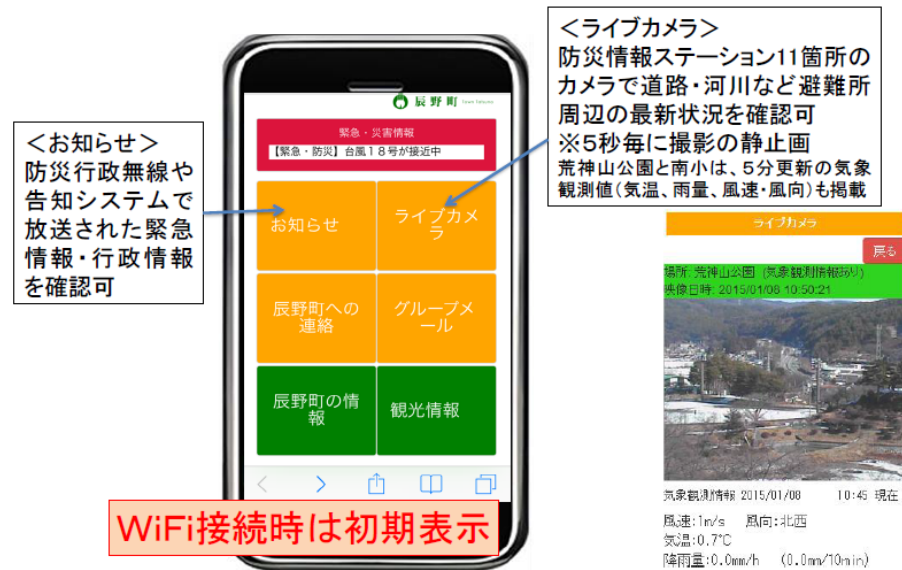 ＜お知らせ＞
防災行政無線や
告知システムで
放送された緊急
情報・行政情報
を確認可
辰野町
緊急・災害情報
【緊急・防災】台風１８号が接近中
お知らせ
ライブカメ
ラ
辰野町への
連絡
グループメ
ール
辰野町の情
報
観光情報
WiFi接続時は初期表示
＜ライブカメラ＞
防災情報ステーション11箇所の
カメラで道路・河川など避難所
周辺の最新状況を確認可
※5秒毎に撮影の静止画
荒神山公園と南小は、5分更新の気象
観測値(気温、雨量、風速・風向)も掲載
ライブカメラ
戻る
場所: 荒神山公園 (気象観測情報あり)
映像日時: 2015/01/08 10:50:21
気象観測情報 2015/01/08 10:45 現在
風速:1m/s 風向:北西
気温:0.7℃
降雨量:0.0mm/h (0.0mm/10min)